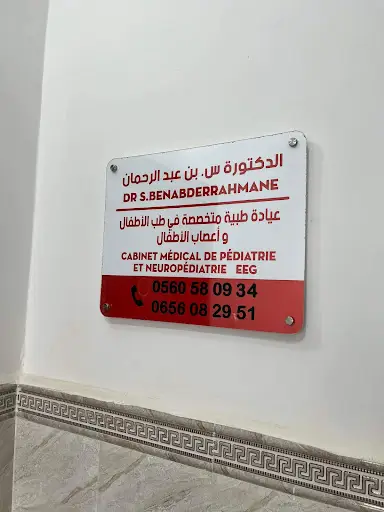 الدكتورة س. بن عبد الرحمان
DR S.BENABDERRAHMANE
عيادة طبية متخصصة في طب الأطفال
و أعصاب الأطفال
CABINET MÉDICAL DE PÉDIATRIE
ET NEUROPÉDIATRIE EEG
0560 58 09 34
0656 08 29 51